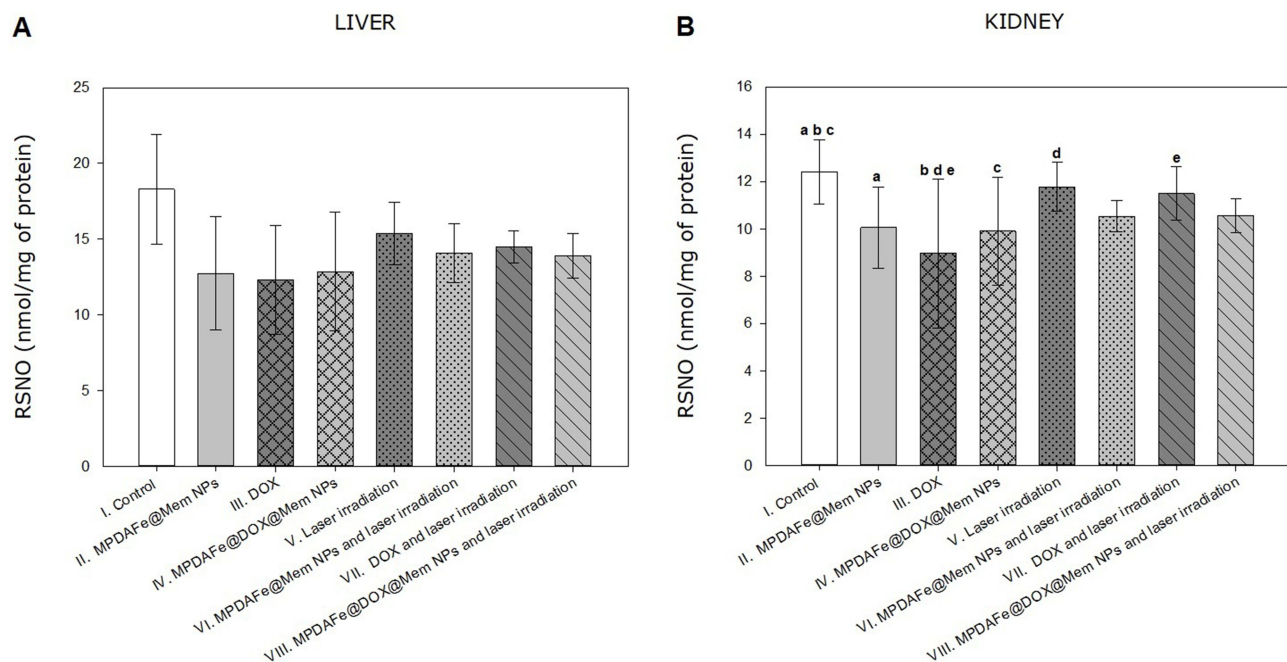 A
LIVER
RSNO (nmol/mg of protein)
25
20
15
10
5
0
I. Control
II. MPDAFe@Mem NPs
III. DOX
IV. MPDAFe@DOX@Mem NPs
V. Laser irradiation
VI. MPDAFe@Mem NPs and laser irradiation
VII. DOX and laser irradiation
VIII. MPDAFe@DOX@Mem NPs and laser irradiation
B
KIDNEY
RSNO (nmol/mg of protein)
16
14
12
10
8
6
4
2
0
a b c
a
b d e
c
d
e
I. Control
II. MPDAFe@Mem NPs
III. DOX
IV. MPDAFe@DOX@Mem NPs
V. Laser irradiation
VI. MPDAFe@Mem NPs and laser irradiation
VII. DOX and laser irradiation
VIII. MPDAFe@DOX@Mem NPs and laser irradiation